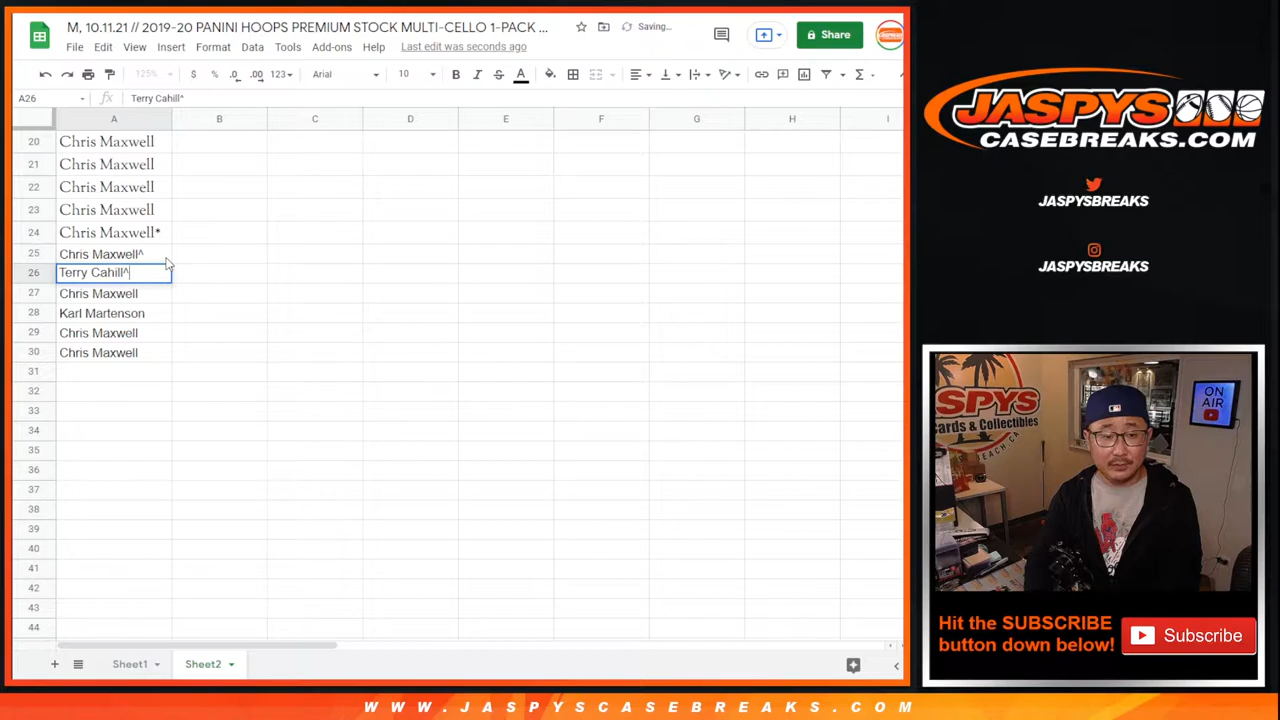 M, 10.11.21 // 2019-20 PANINI HOOPS PREMIUM STOCK MULTI-CELLO 1-PACK ...
Saving...
Share
File Edit View Insert Format Data Tools Add-ons Help Last edit was seconds ago
125% $ % .0 .00 123 Arial 10 B I S A
A26 fx Terry Cahill^
A B C D E F G H I
20 Chris Maxwell
21 Chris Maxwell
22 Chris Maxwell
23 Chris Maxwell
24 Chris Maxwell*
25 Chris Maxwell^
26 Terry Cahill^
27 Chris Maxwell
28 Karl Martenson
29 Chris Maxwell
30 Chris Maxwell
31
32
33
34
35
36
37
38
39
40
41
42
43
44
Sheet1 Sheet2
JASPYS
CASEBREAKS.COM
JASPYSBREAKS
JASPYSBREAKS
JASPYS
Cards & Collectibles
BEACH CA
ON
AIR
Hit the SUBSCRIBE
button down below!
Subscribe
WWW.JASPYSCASEBREAKS.COM